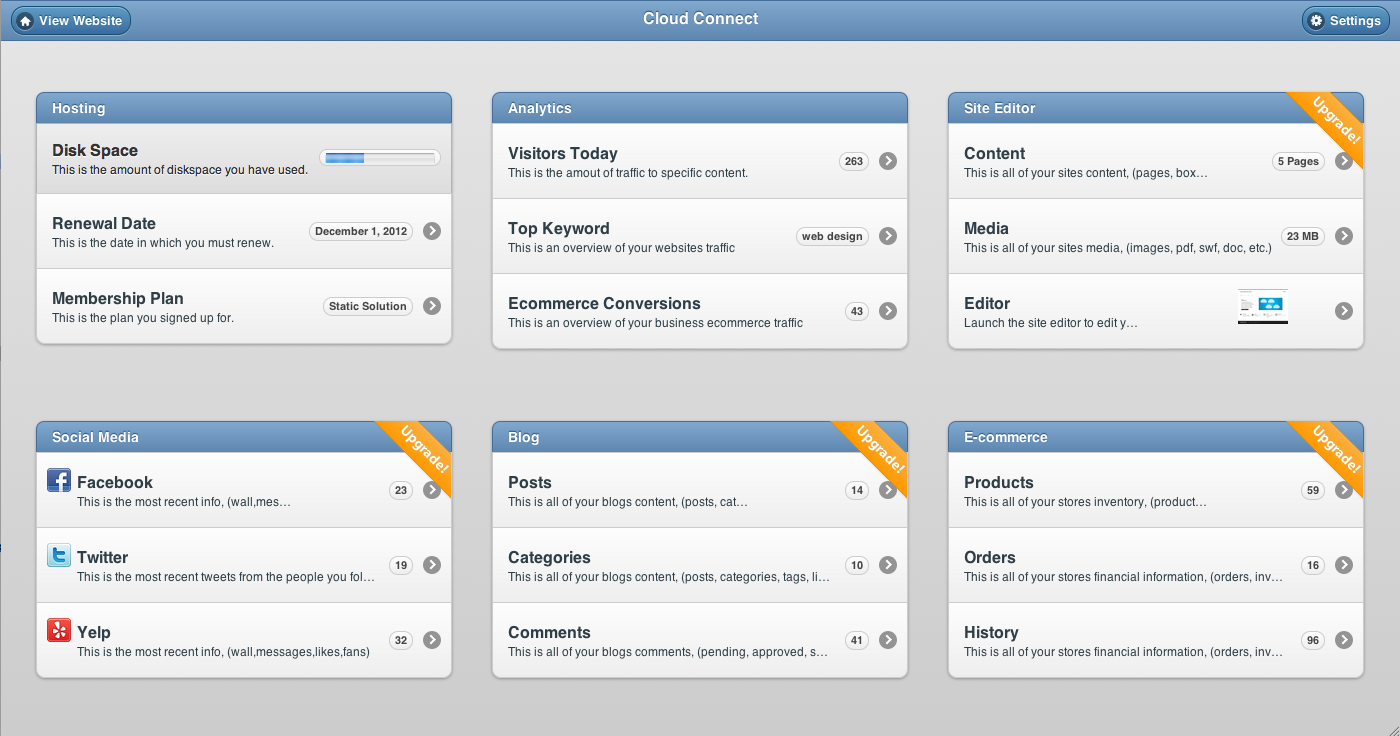 View Website
Cloud Connect
Settings
Hosting
Disk Space
This is the amount of diskspace you have used.
Renewal Date
This is the date in which you must renew.
December 1, 2012
Membership Plan
This is the plan you signed up for.
Static Solution
Analytics
Visitors Today
This is the amout of traffic to specific content.
263
Top Keyword
This is an overview of your websites traffic
web design
Ecommerce Conversions
This is an overview of your business ecommerce traffic
43
Site Editor
Upgrade!
Content
This is all of your sites content, (pages, box…
5 Pages
Media
This is all of your sites media, (images, pdf, swf, doc, etc.)
23 MB
Editor
Launch the site editor to edit y…
Social Media
Upgrade!
Facebook
This is the most recent info, (wall,mes…
23
Twitter
This is the most recent tweets from the people you fol…
19
Yelp
This is the most recent info, (wall,messages,likes,fans)
32
Blog
Upgrade!
Posts
This is all of your blogs content, (posts, cat…
14
Categories
This is all of your blogs content, (posts, categories, tags, li…
10
Comments
This is all of your blogs comments, (pending, approved, s…
41
E-commerce
Upgrade!
Products
This is all of your stores inventory, (product…
59
Orders
This is all of your stores financial information, (orders, inv…
16
History
This is all of your stores financial information, (orders, inv…
96